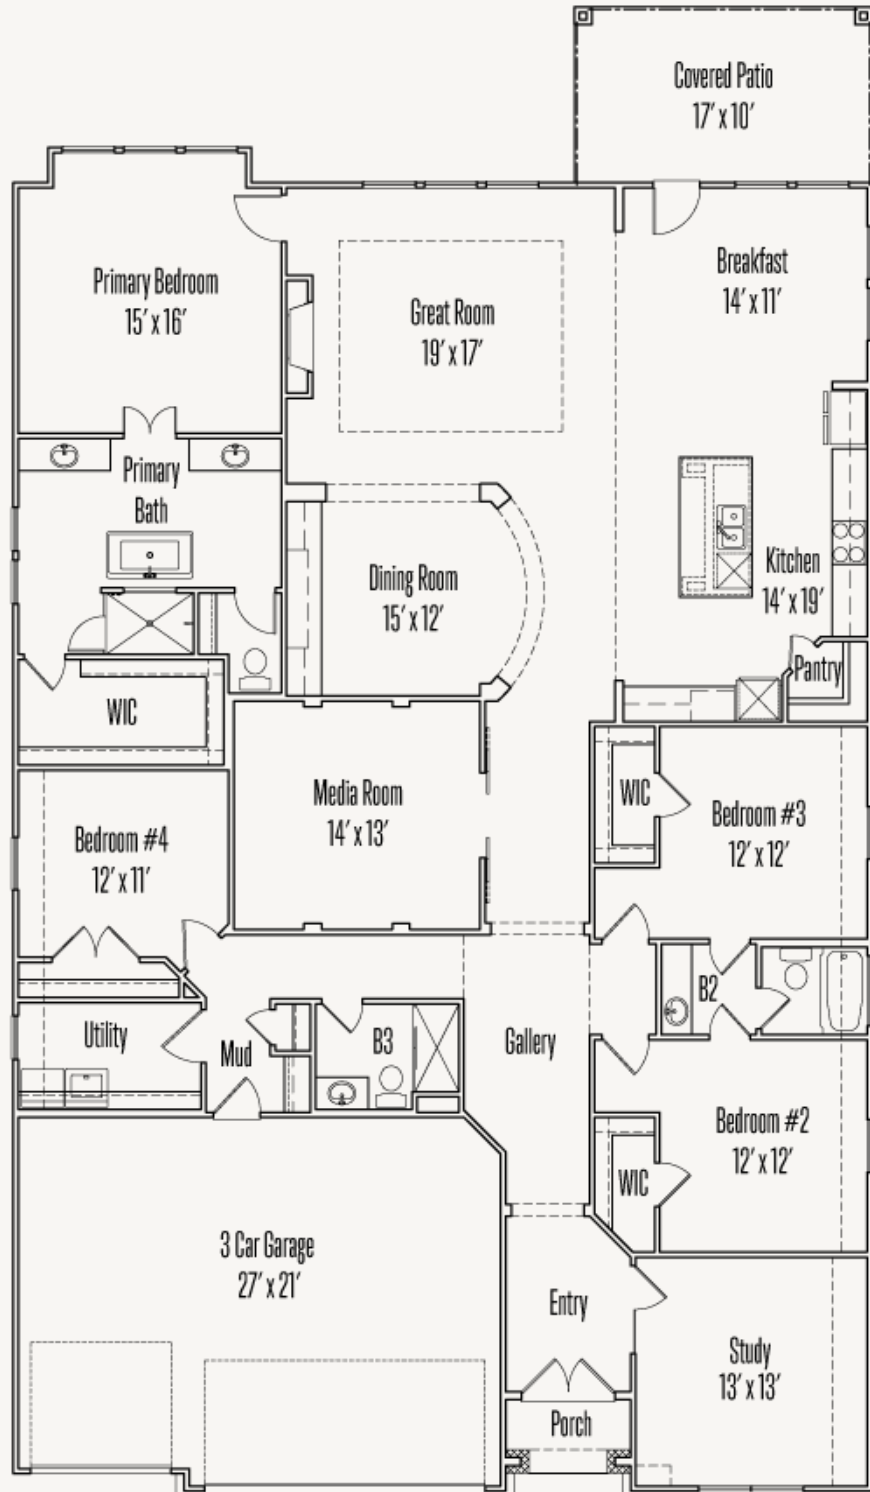 Covered Patio
17' x 10'
Primary Bedroom
15' x 16'
Great Room
19' x 17'
Breakfast
14' x 11'
Primary
Bath
Dining Room
15' x 12'
Kitchen
14' x 19'
Pantry
WIC
Media Room
14' x 13'
WIC
Bedroom #3
12' x 12'
Bedroom #4
12' x 11'
B2
Utility
Mud
B3
Gallery
Bedroom #2
12' x 12'
WIC
3 Car Garage
27' x 21'
Entry
Study
13' x 13'
Porch